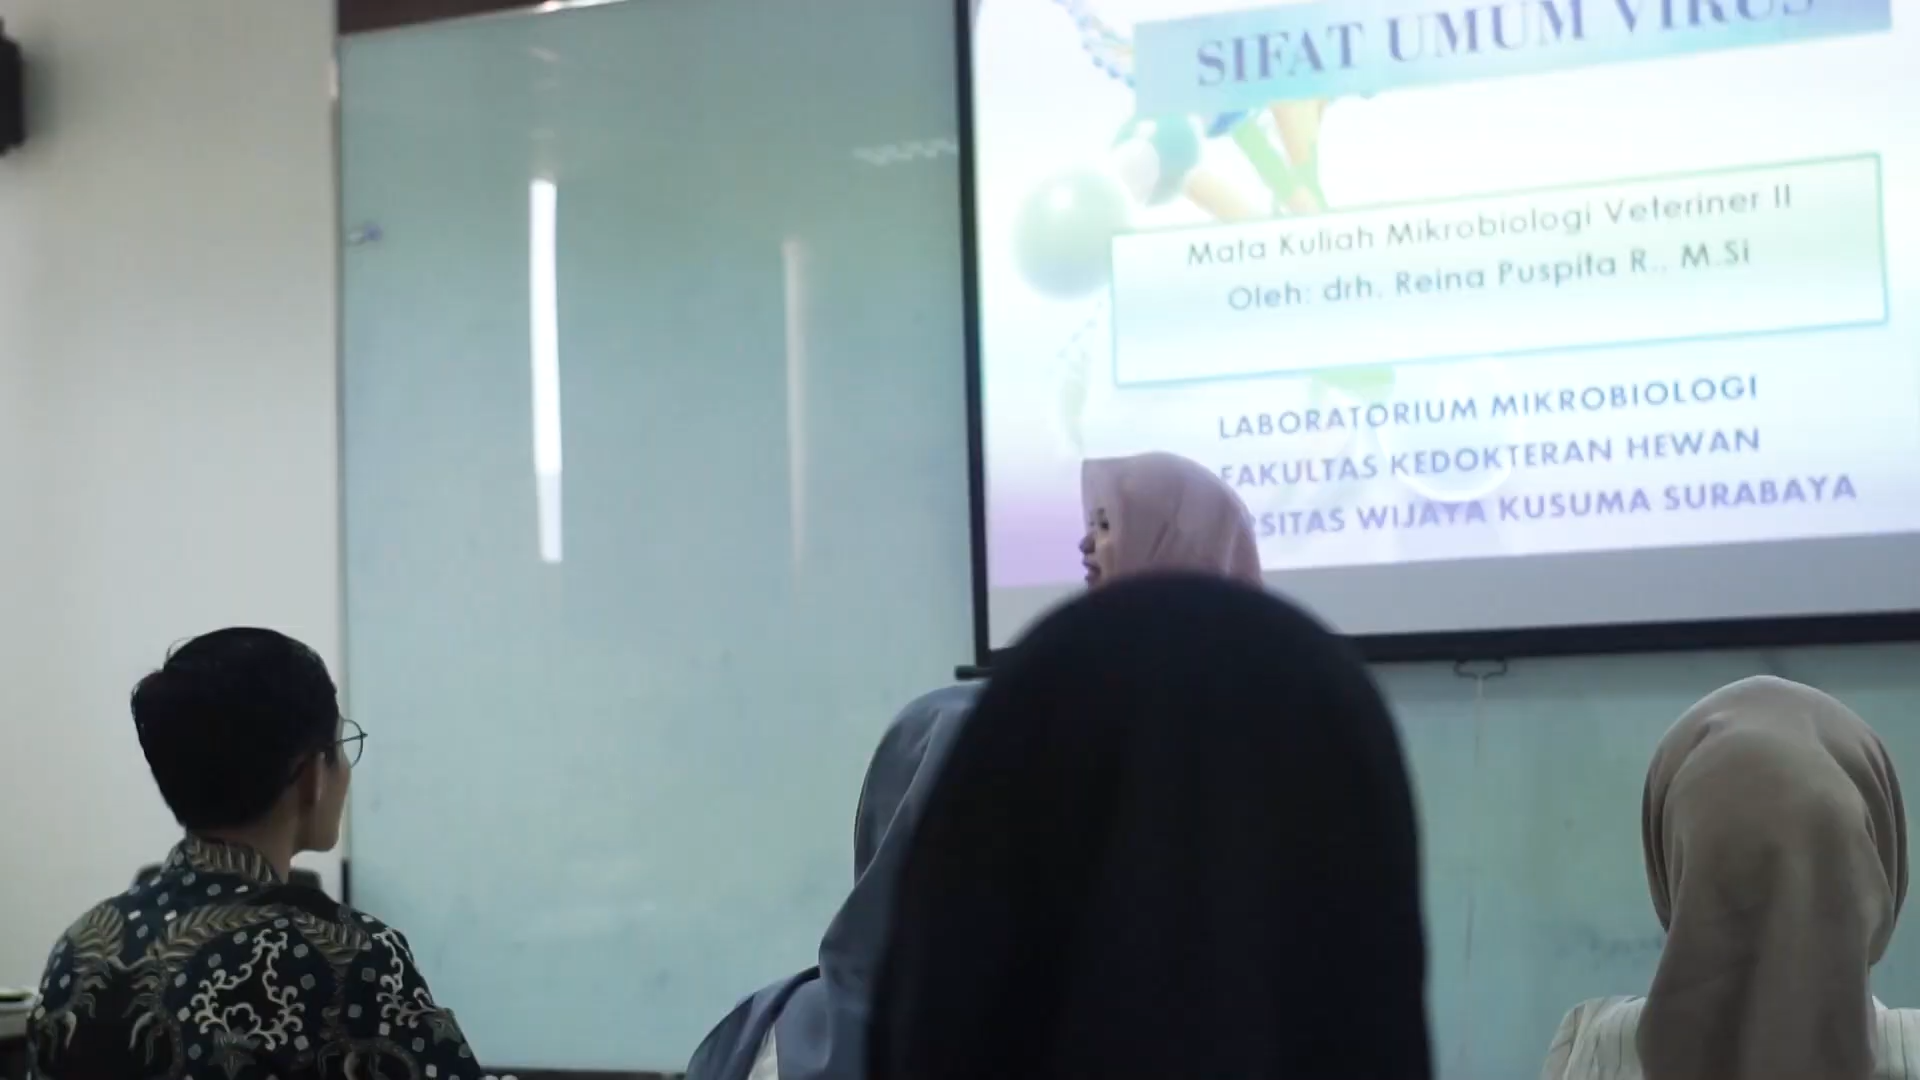 SIFAT UMUM VIRUS
Mata Kuliah Mikrobiologi Veteriner II
Oleh: drh. Reina Puspita R., M.Si
LABORATORIUM MIKROBIOLOGI
FAKULTAS KEDOKTERAN HEWAN
RSITAS WIJAYA KUSUMA SURABAYA